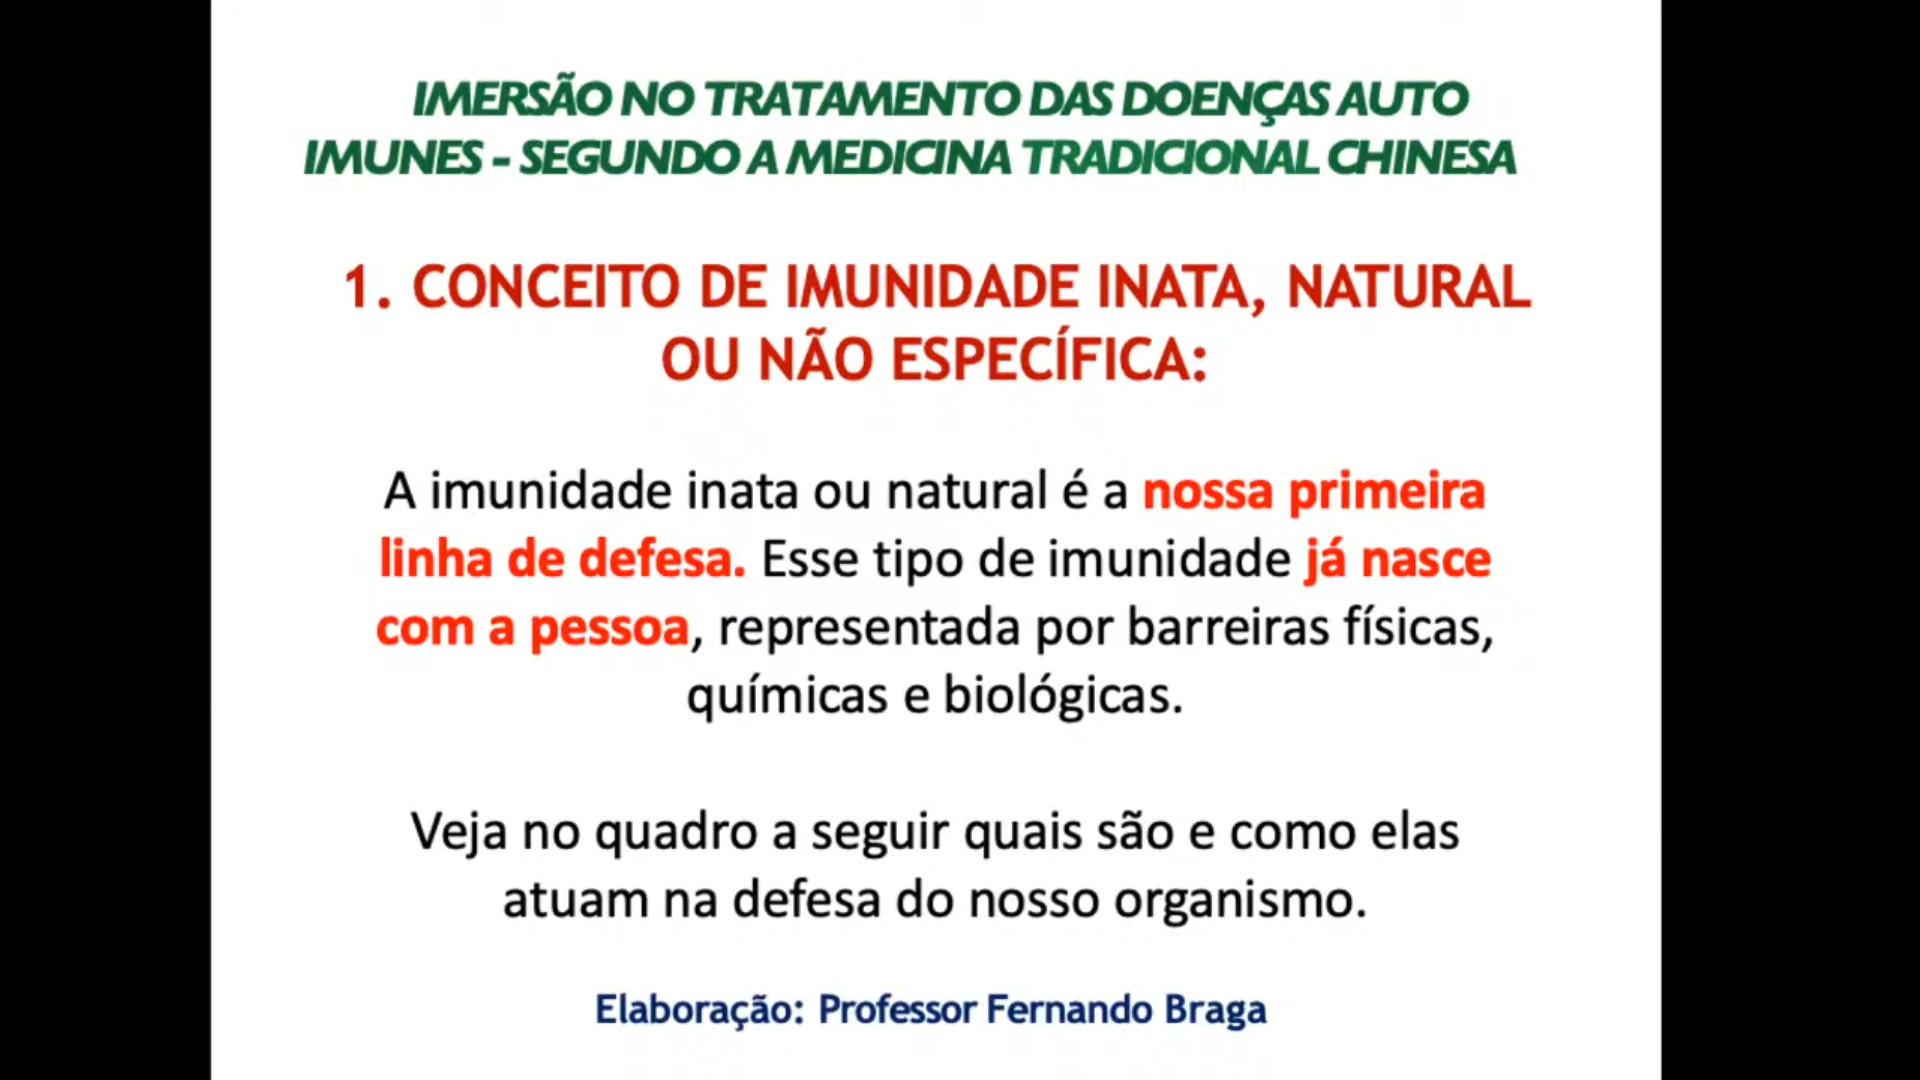 IMERSÃO NO TRATAMENTO DAS DOENÇAS AUTO
IMUNES - SEGUNDO A MEDICINA TRADICIONAL CHINESA
1. CONCEITO DE IMUNIDADE INATA, NATURAL
OU NÃO ESPECÍFICA:
A imunidade inata ou natural é a nossa primeira
linha de defesa. Esse tipo de imunidade já nasce
com a pessoa, representada por barreiras físicas,
químicas e biológicas.
Veja no quadro a seguir quais são e como elas
atuam na defesa do nosso organismo.
Elaboração: Professor Fernando Braga